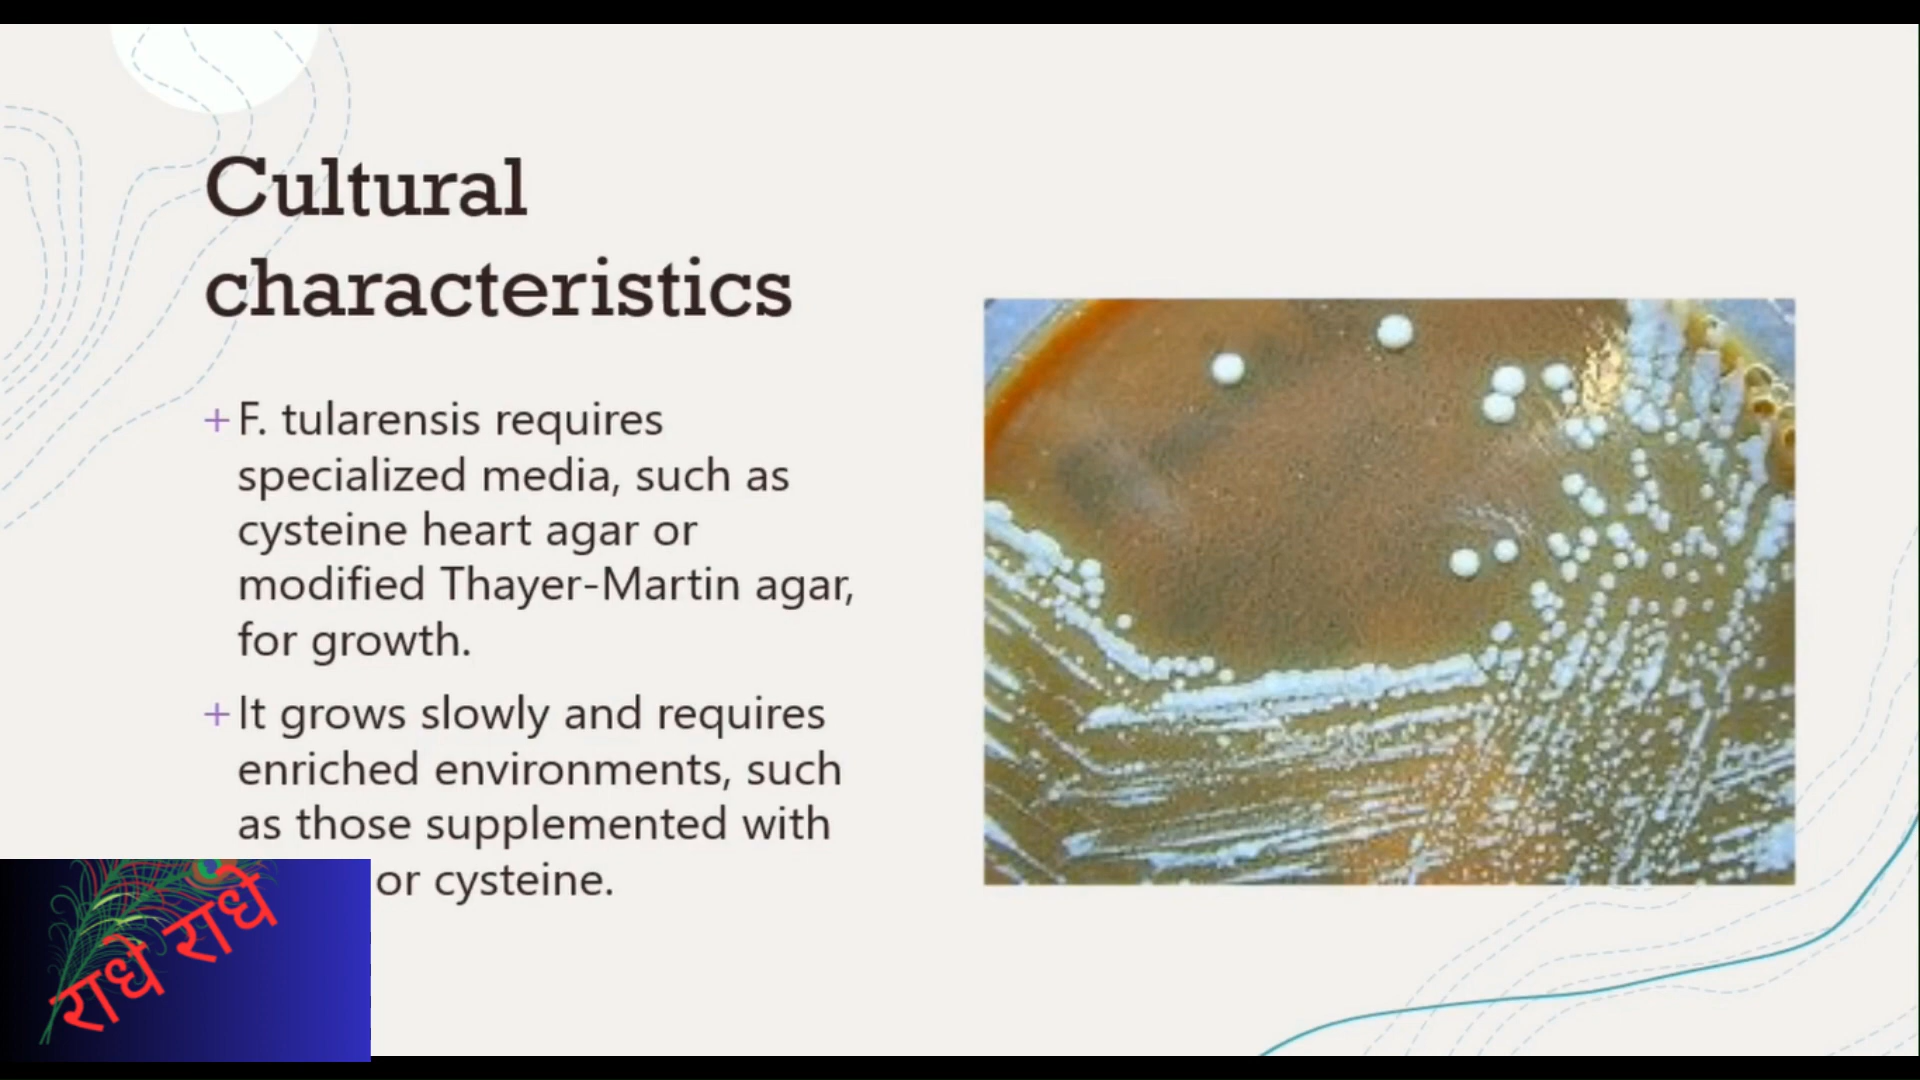 Cultural
characteristics
+ F. tularensis requires
specialized media, such as
cysteine heart agar or
modified Thayer-Martin agar,
for growth.
+ It grows slowly and requires
enriched environments, such
as those supplemented with
or cysteine.
राधे राधे